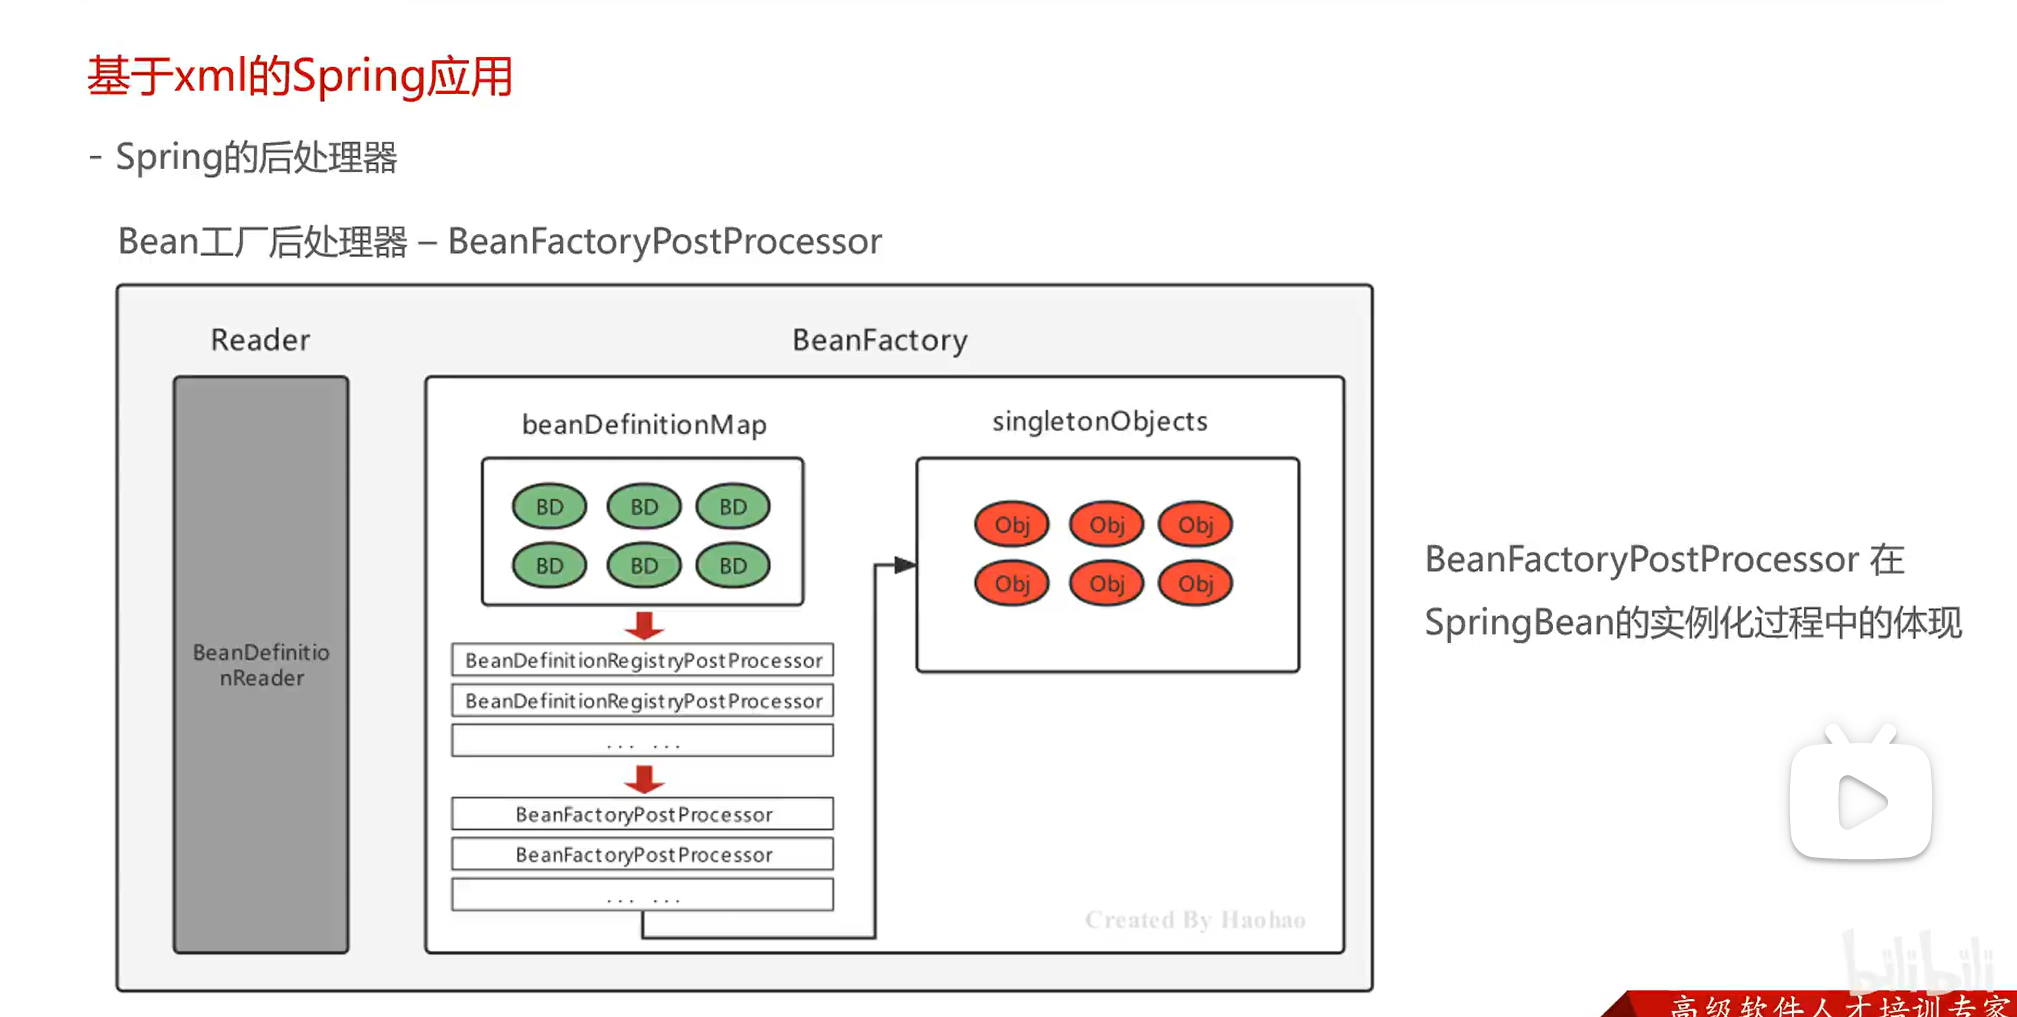 基于xml的Spring应用
- Spring的后处理器
Bean工厂后处理器 – BeanFactoryPostProcessor
Reader
BeanFactory
BeanDefinitio
nReader
beanDefinitionMap
BD BD BD
BD BD BD
BeanDefinitionRegistryPostProcessor
BeanDefinitionRegistryPostProcessor
... ...
BeanFactoryPostProcessor
BeanFactoryPostProcessor
... ...
singletonObjects
Obj Obj Obj
Obj Obj Obj
Created By Haohao
BeanFactoryPostProcessor 在
SpringBean的实例化过程中的体现
bilibili
高级软件人才培训专家